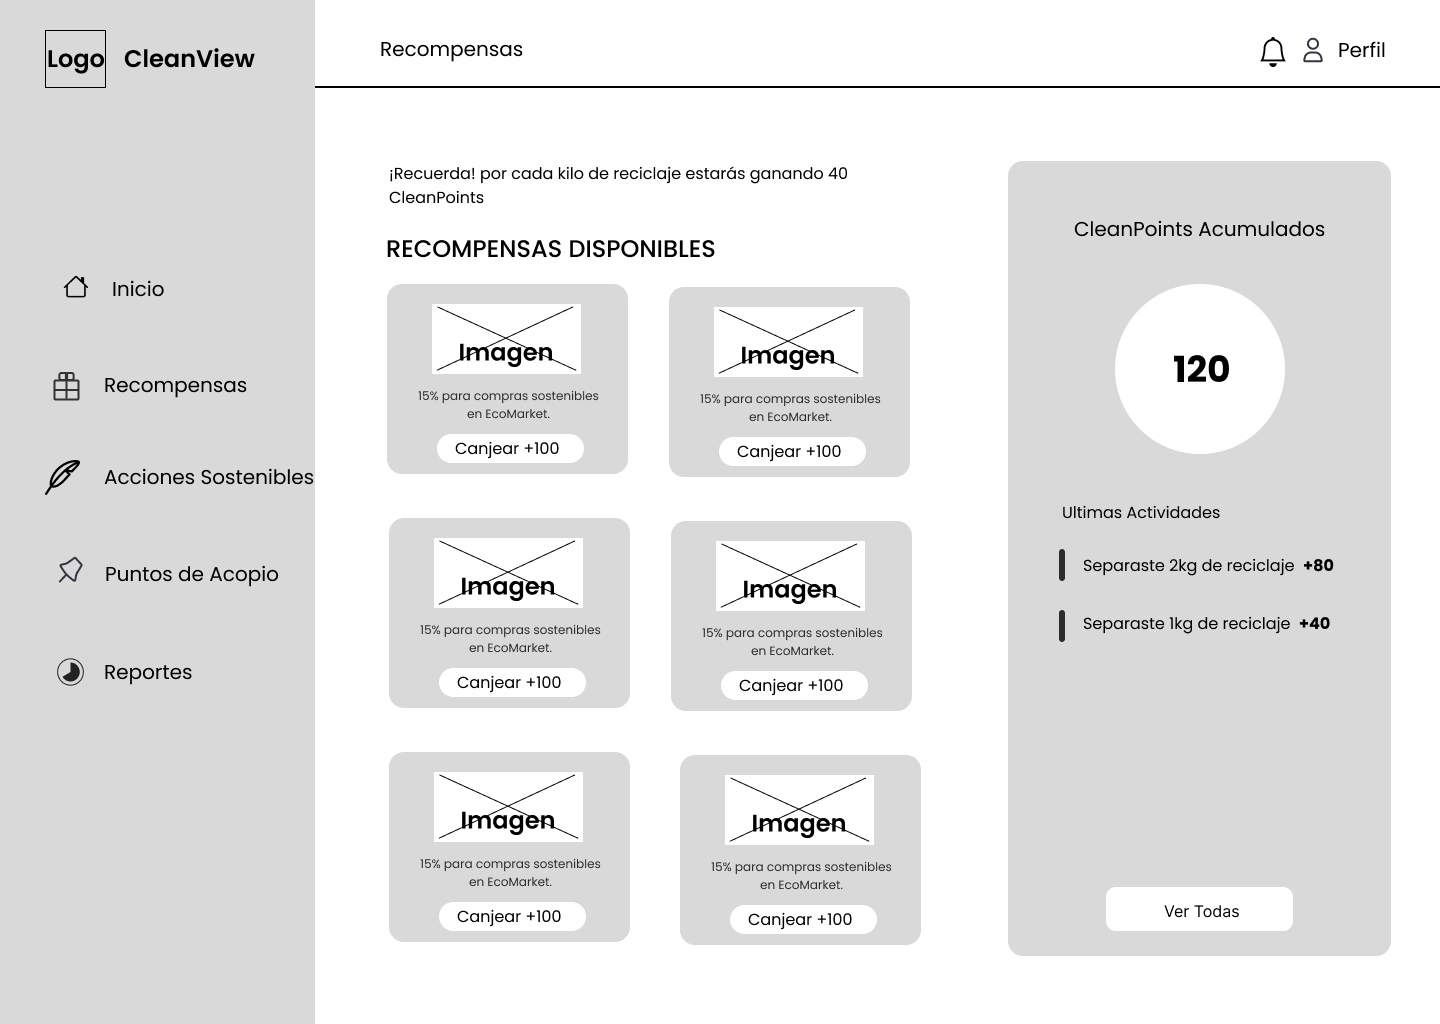 Logo CleanView
Inicio
Recompensas
Acciones Sostenibles
Puntos de Acopio
Reportes
Recompensas
Perfil
¡Recuerda! por cada kilo de reciclaje estarás ganando 40
CleanPoints
RECOMPENSAS DISPONIBLES
Imagen
15% para compras sostenibles
en EcoMarket.
Canjear +100
Imagen
15% para compras sostenibles
en EcoMarket.
Canjear +100
Imagen
15% para compras sostenibles
en EcoMarket.
Canjear +100
Imagen
15% para compras sostenibles
en EcoMarket.
Canjear +100
Imagen
15% para compras sostenibles
en EcoMarket.
Canjear +100
Imagen
15% para compras sostenibles
en EcoMarket.
Canjear +100
CleanPoints Acumulados
120
Ultimas Actividades
Separaste 2kg de reciclaje +80
Separaste 1kg de reciclaje +40
Ver Todas